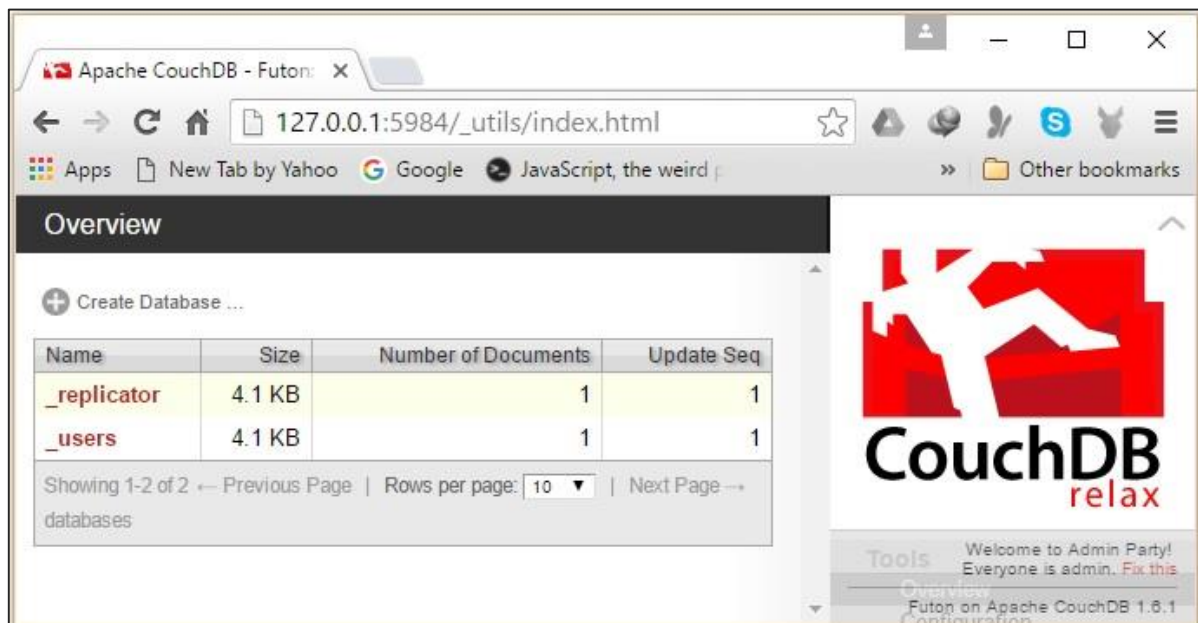 Apache CouchDB - Futon:
127.0.0.1:5984/_utils/index.html
Apps New Tab by Yahoo Google JavaScript, the weird p » Other bookmarks
Overview
Create Database ...
Name Size Number of Documents Update Seq
_replicator 4.1 KB 1 1
_users 4.1 KB 1 1
Showing 1-2 of 2 ← Previous Page | Rows per page: 10 | Next Page →
databases
CouchDB
relax
Tools
Welcome to Admin Party!
Everyone is admin. Fix this
Overview
Futon on Apache CouchDB 1.6.1
Configuration